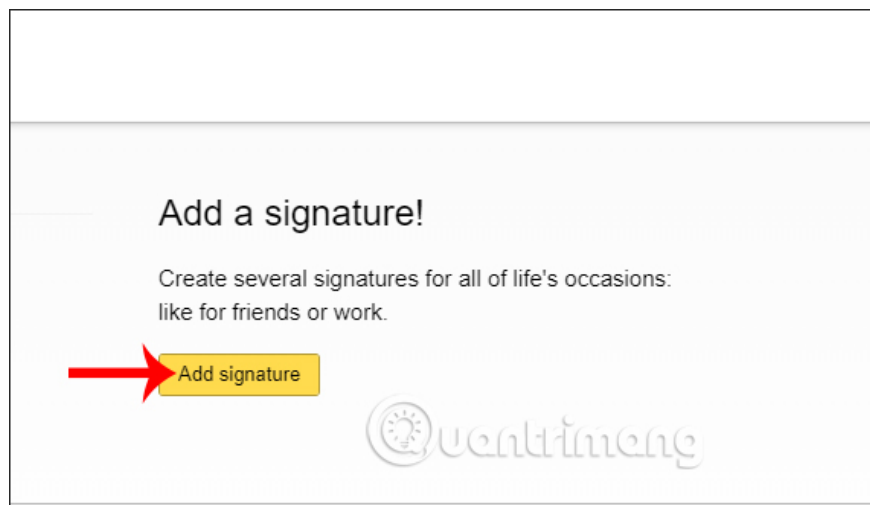 Add a signature!
Create several signatures for all of life's occasions:
like for friends or work.
Add signature
Quantrimang